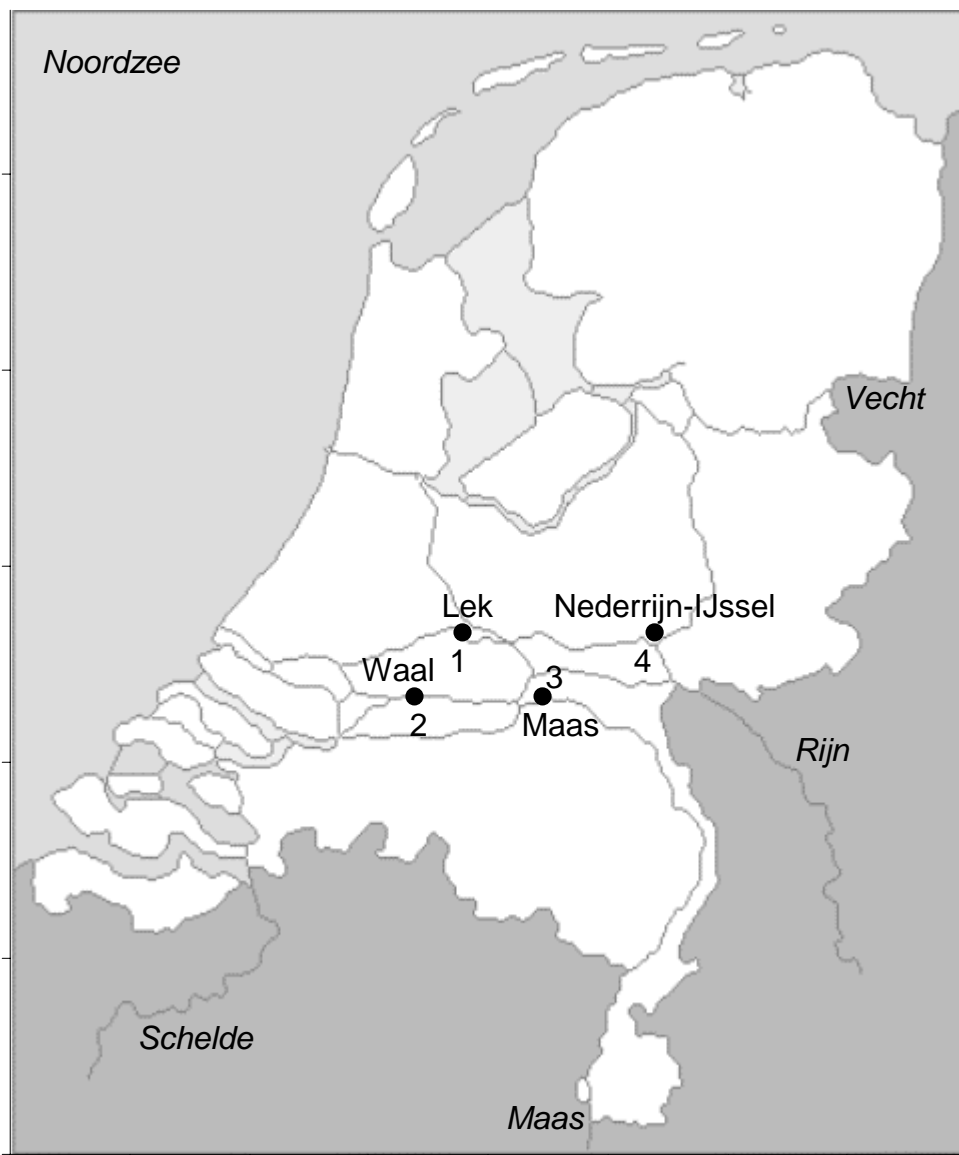 Noordzee
Vecht
Lek
Nederrijn-IJssel
1
4
Waal
3
2
Maas
Rijn
Schelde
Maas